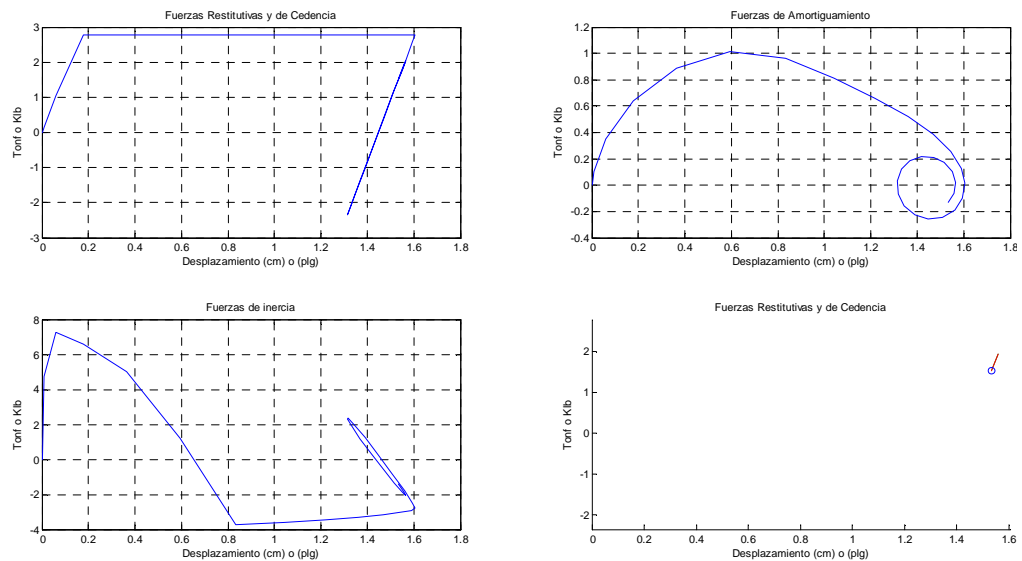 Fuerzas Restitutivas y de Cedencia
Tonf o Klb
3
2
1
0
-1
-2
-3
0 0.2 0.4 0.6 0.8 1 1.2 1.4 1.6 1.8
Desplazamiento (cm) o (plg)
Fuerzas de Amortiguamiento
Tonf o Klb
1.2
1
0.8
0.6
0.4
0.2
0
-0.2
-0.4
0 0.2 0.4 0.6 0.8 1 1.2 1.4 1.6 1.8
Desplazamiento (cm) o (plg)
Fuerzas de inercia
Tonf o Klb
8
6
4
2
0
-2
-4
0 0.2 0.4 0.6 0.8 1 1.2 1.4 1.6 1.8
Desplazamiento (cm) o (plg)
Fuerzas Restitutivas y de Cedencia
Tonf o Klb
2
1
0
-1
-2
0 0.2 0.4 0.6 0.8 1 1.2 1.4 1.6
Desplazamiento (cm) o (plg)